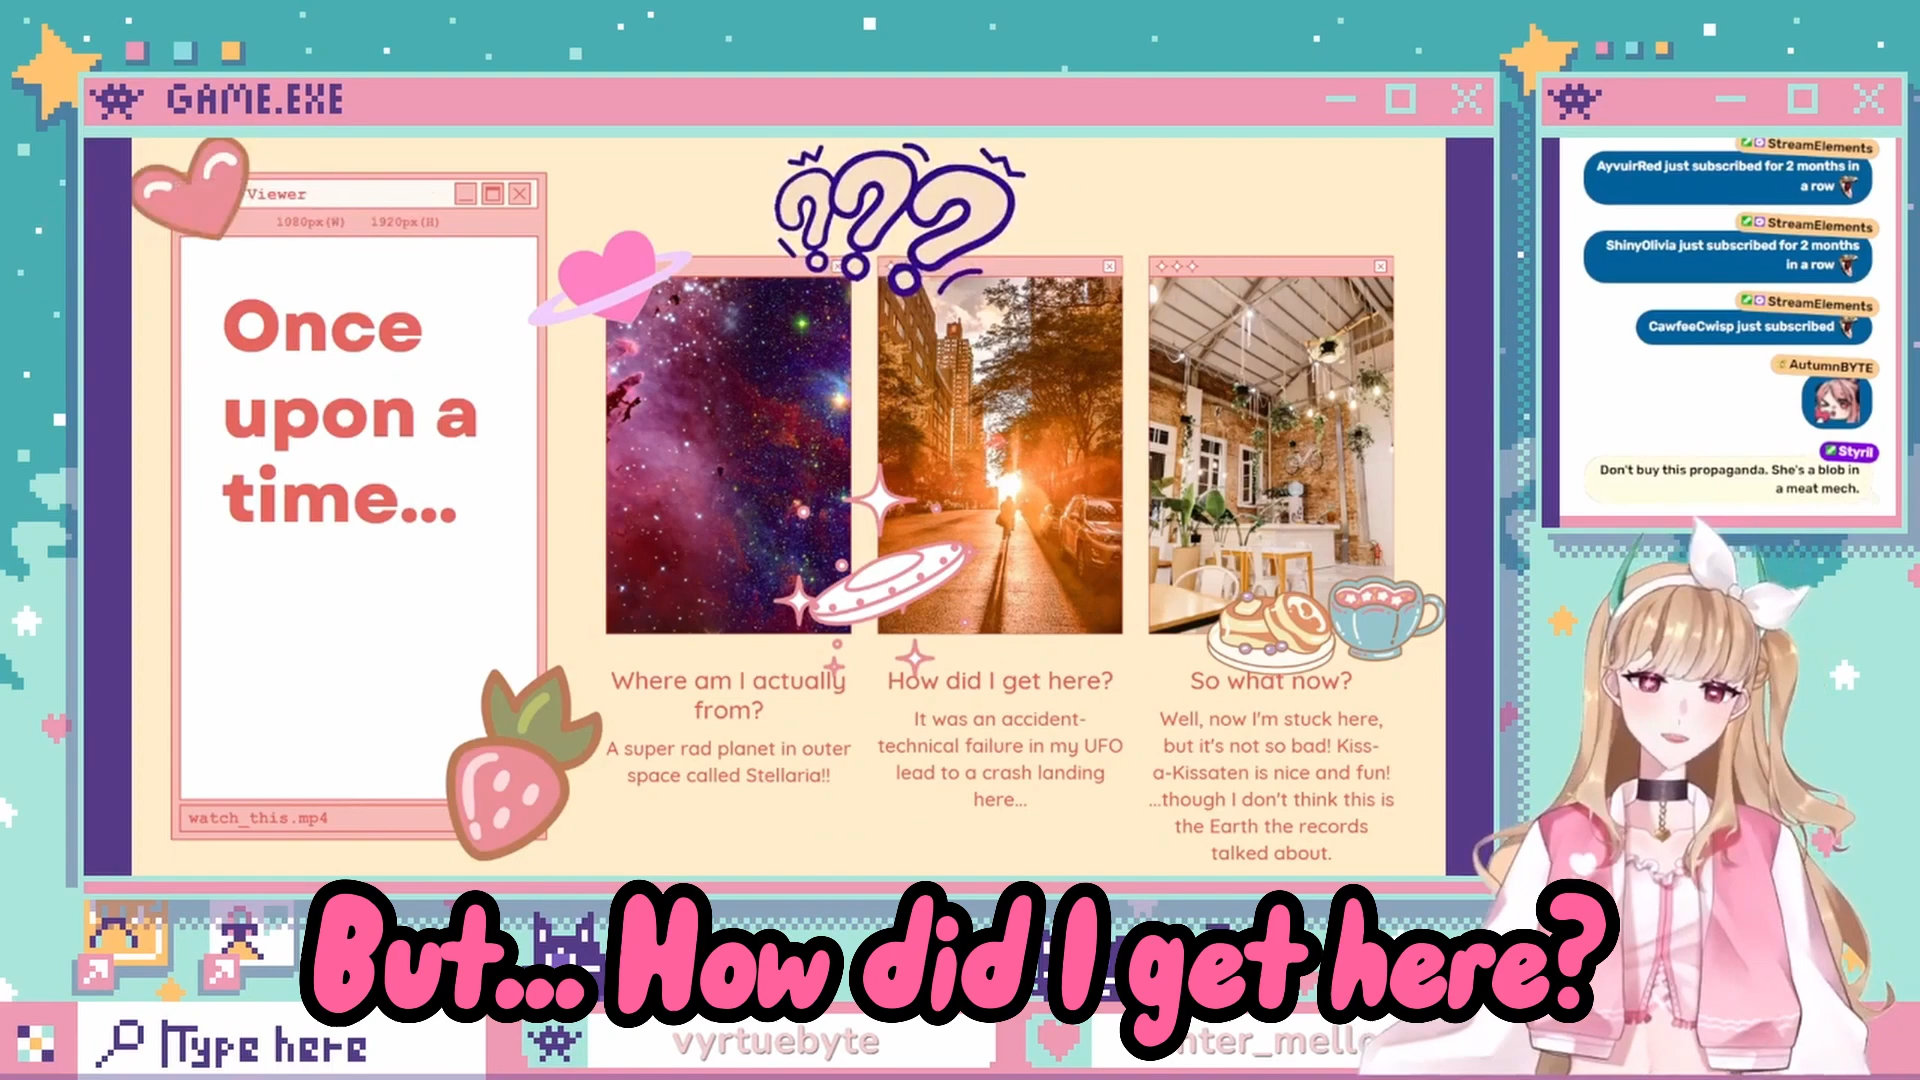 GAME.EXE
Viewer
1080px(W) 1920px(H)
Once
upon a
time...
watch_this.mp4
Where am I actually
from?
A super rad planet in outer
space called Stellaria!!
How did I get here?
It was an accident-
technical failure in my UFO
lead to a crash landing
here...
So what now?
Well, now I'm stuck here,
but it's not so bad! Kiss-
a-Kissaten is nice and fun!
...though I don't think this is
the Earth the records
talked about.
StreamElements
AyvuirRed just subscribed for 2 months in
a row
StreamElements
ShinyOlivia just subscribed for 2 months
in a row
StreamElements
CawfeeCwisp just subscribed
AutumnBYTE
Styril
Don't buy this propaganda. She's a blob in
a meat mech.
But... How did I get here?
Type here
vyrtuebyte